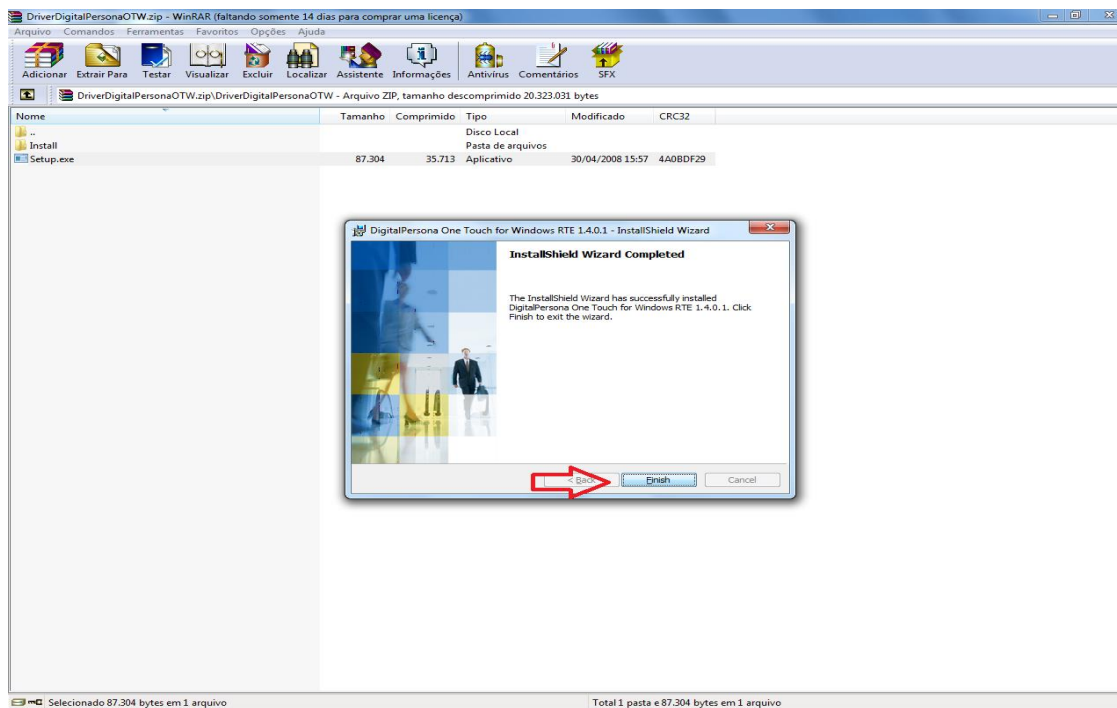 DriverDigitalPersonaOTW.zip - WinRAR (faltando somente 14 dias para comprar uma licença)
Arquivo Comandos Ferramentas Favoritos Opções Ajuda
Adicionar Extrair Para Testar Visualizar Excluir Localizar Assistente Informações Antivírus Comentários SFX
DriverDigitalPersonaOTW.zip\DriverDigitalPersonaOTW - Arquivo ZIP, tamanho descomprimido 20.323.031 bytes
Nome Tamanho Comprimido Tipo Modificado CRC32
.. Disco Local
Install Pasta de arquivos
Setup.exe 87.304 35.713 Aplicativo 30/04/2008 15:57 4A0BDF29
DigitalPersona One Touch for Windows RTE 1.4.0.1 - InstallShield Wizard
InstallShield Wizard Completed
The InstallShield Wizard has successfully installed
DigitalPersona One Touch for Windows RTE 1.4.0.1. Click
Finish to exit the wizard.
< Back Finish Cancel
Selecionado 87.304 bytes em 1 arquivo Total 1 pasta e 87.304 bytes em 1 arquivo